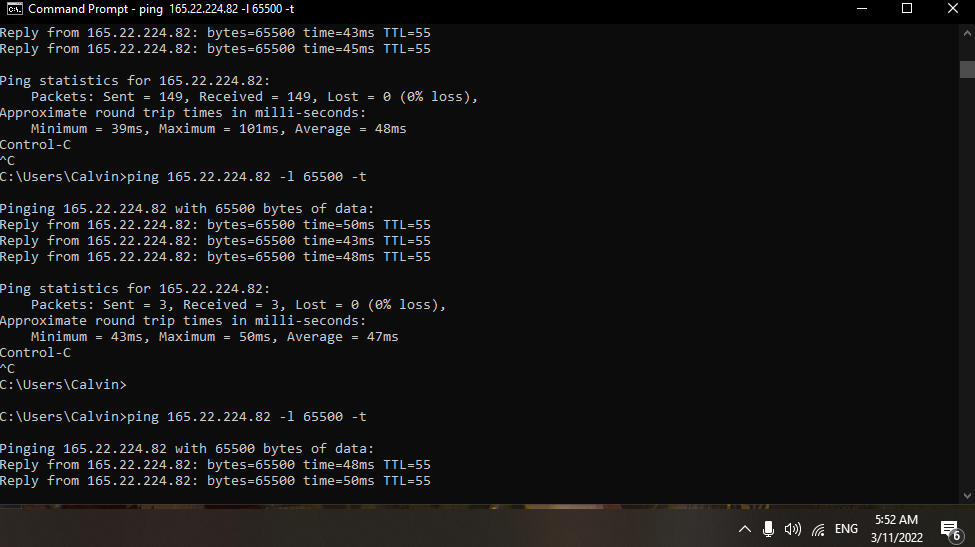 Command Prompt - ping  165.22.224.82 -l 65500 -t
Reply from 165.22.224.82: bytes=65500 time=43ms TTL=55
Reply from 165.22.224.82: bytes=65500 time=45ms TTL=55
Ping statistics for 165.22.224.82:
    Packets: Sent = 149, Received = 149, Lost = 0 (0% loss),
Approximate round trip times in milli-seconds:
    Minimum = 39ms, Maximum = 101ms, Average = 48ms
Control-C
^C
C:\Users\Calvin>ping 165.22.224.82 -l 65500 -t
Pinging 165.22.224.82 with 65500 bytes of data:
Reply from 165.22.224.82: bytes=65500 time=50ms TTL=55
Reply from 165.22.224.82: bytes=65500 time=43ms TTL=55
Reply from 165.22.224.82: bytes=65500 time=48ms TTL=55
Ping statistics for 165.22.224.82:
    Packets: Sent = 3, Received = 3, Lost = 0 (0% loss),
Approximate round trip times in milli-seconds:
    Minimum = 43ms, Maximum = 50ms, Average = 47ms
Control-C
^C
C:\Users\Calvin>
C:\Users\Calvin>ping 165.22.224.82 -l 65500 -t
Pinging 165.22.224.82 with 65500 bytes of data:
Reply from 165.22.224.82: bytes=65500 time=48ms TTL=55
Reply from 165.22.224.82: bytes=65500 time=50ms TTL=55
ENG
5:52 AM
3/11/2022
6